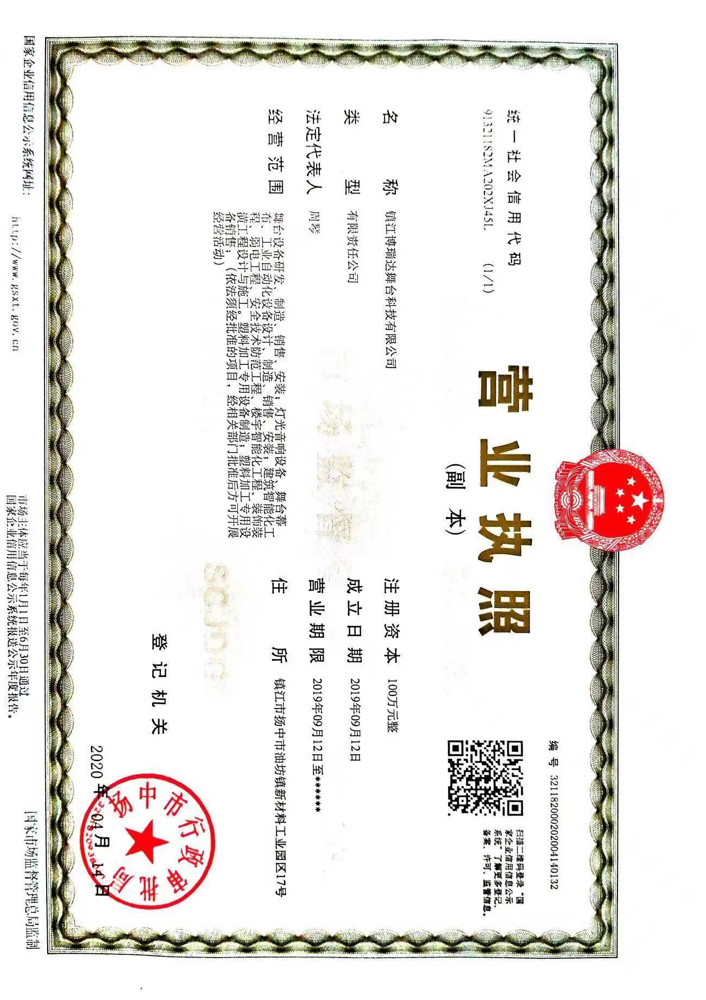 编 号 321182000202004140132
统一社会信用代码
91321182MA202XJ45L (1/1)
营业执照
(副 本)
扫描二维码登录“国
家企业信用信息公示
系统”了解更多登记、
备案、许可、监管信息。
名 称 镇江博瑞达舞台科技有限公司
类 型 有限责任公司
法定代表人 周琴
经营范围 舞台设备研发、制造、销售、安装；灯光音响设备、舞台幕
布、工业自动化设备设计、制造、销售、安装；建筑智能化工
程、弱电工程、安全技术防范工程、楼宇智能化工程、装饰装
潢工程设计与施工。塑料加工专用设备制造；塑料加工专用设
备销售；（依法须经批准的项目，经相关部门批准后方可开展
经营活动）
注册资本 100万元整
成立日期 2019年09月12日
营业期限 2019年09月12日至******
住 所 镇江市扬中市油坊镇新材料工业园区17号
登记机关
扬中市行政审批局
2020 年 04 月 14 日
国家企业信用信息公示系统网址：
http://www.gsxt.gov.cn
市场主体应当于每年1月1日至6月30日通过
国家企业信用信息公示系统报送公示年度报告。
国家市场监督管理总局监制